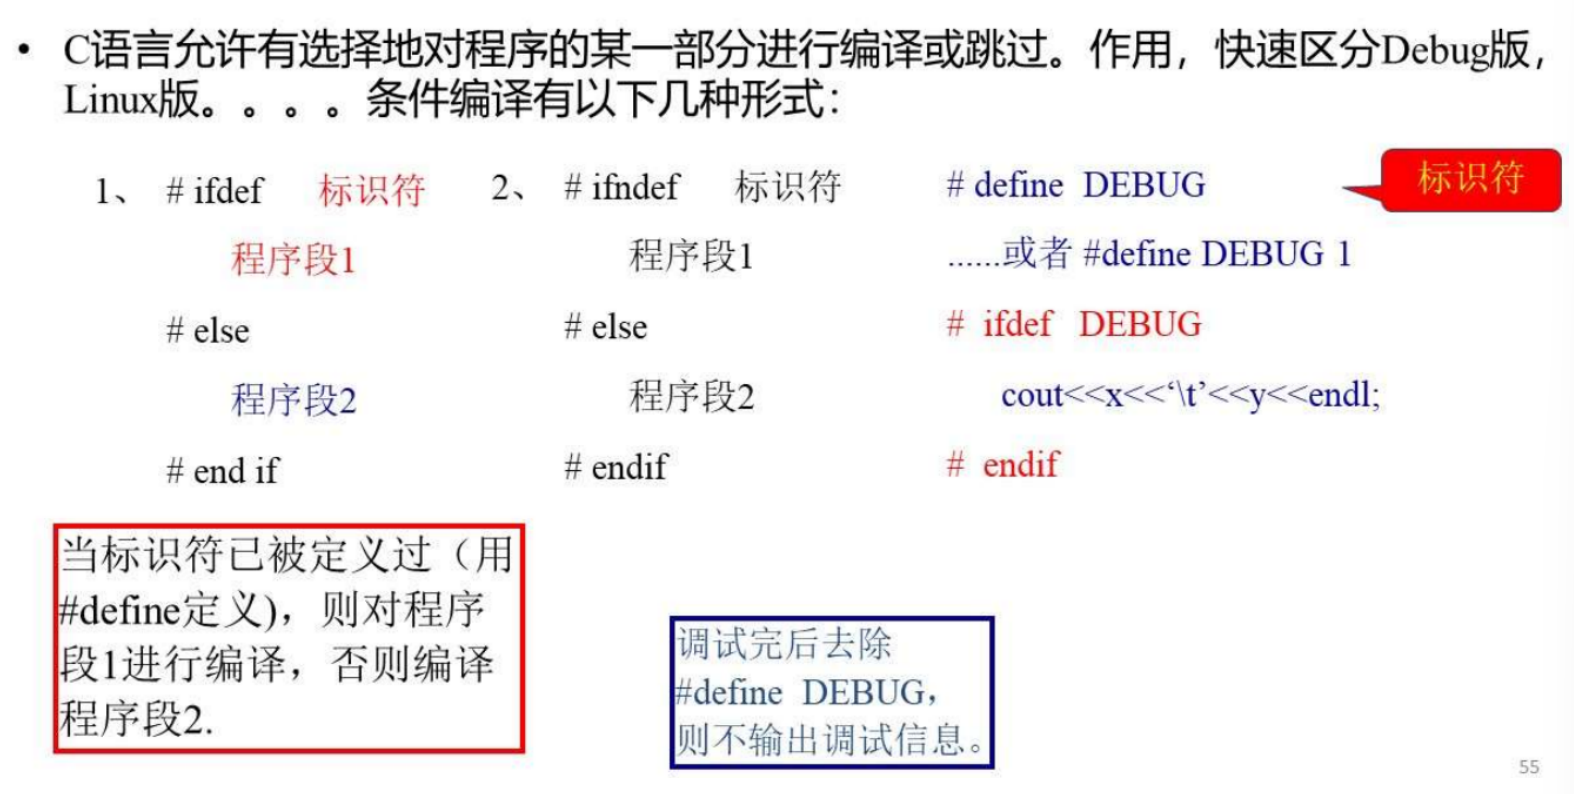 • C语言允许有选择地对程序的某一部分进行编译或跳过。作用，快速区分Debug版，
Linux版。。。。条件编译有以下几种形式：
1、 # ifdef 标识符
程序段1
# else
程序段2
# end if
2、 # ifndef 标识符
程序段1
# else
程序段2
# endif
# define DEBUG
......或者 #define DEBUG 1
# ifdef DEBUG
cout<<x<<‘\t’<<y<<endl;
# endif
标识符
当标识符已被定义过（用
#define定义)，则对程序
段1进行编译，否则编译
程序段2.
调试完后去除
#define DEBUG，
则不输出调试信息。
55